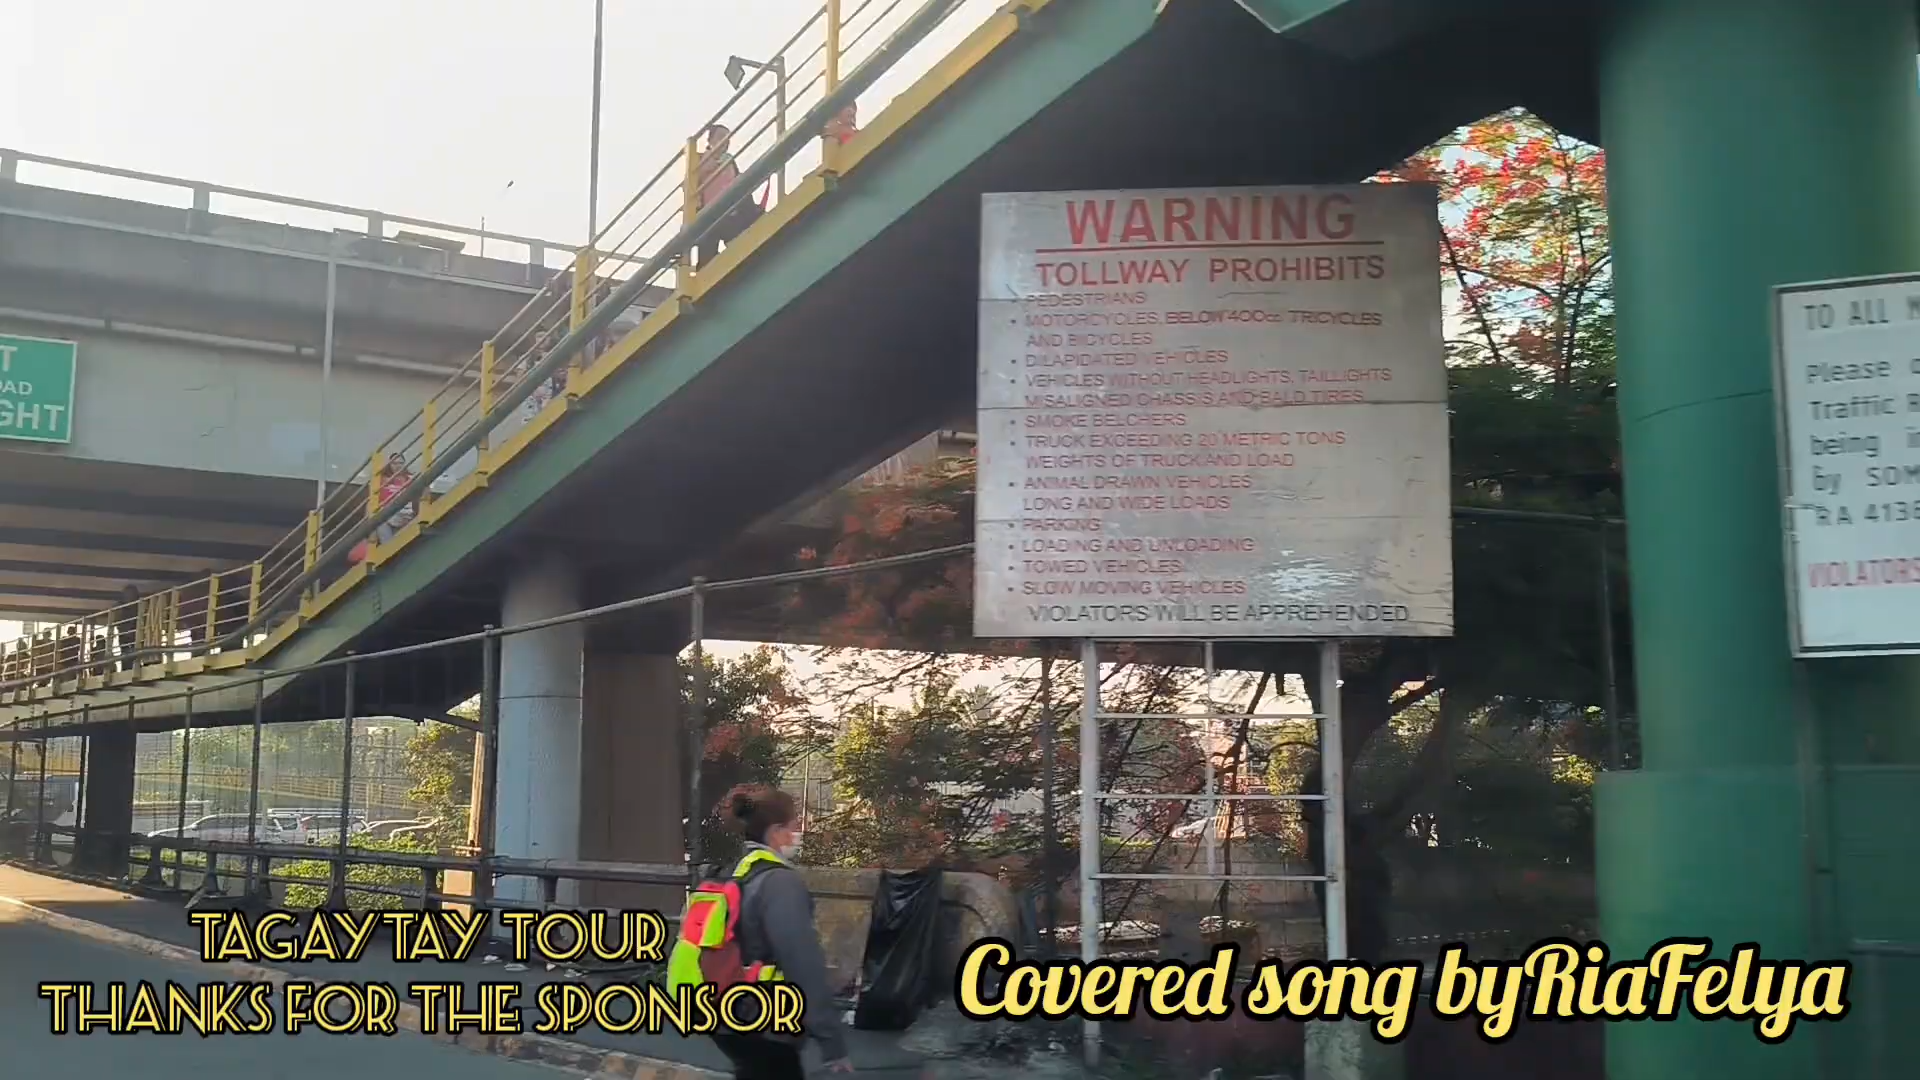 WARNING
TOLLWAY PROHIBITS
• PEDESTRIANS
• MOTORCYCLES, BELOW 400cc, TRICYCLES
AND BICYCLES
• DILAPIDATED VEHICLES
• VEHICLES WITHOUT HEADLIGHTS, TAILLIGHTS
MISALIGNED CHASSIS AND BALD TIRES
• SMOKE BELCHERS
• TRUCK EXCEEDING 20 METRIC TONS
WEIGHTS OF TRUCK AND LOAD
• ANIMAL DRAWN VEHICLES
LONG AND WIDE LOADS
• PARKING
• LOADING AND UNLOADING
• TOWED VEHICLES
• SLOW MOVING VEHICLES
VIOLATORS WILL BE APPREHENDED
TO ALL M
Please
Traffic R
being
by SOM
RA 4136
VIOLATORS
T
OAD
GHT
TAGAYTAY TOUR
THANKS FOR THE SPONSOR
Covered song byRiaFelya